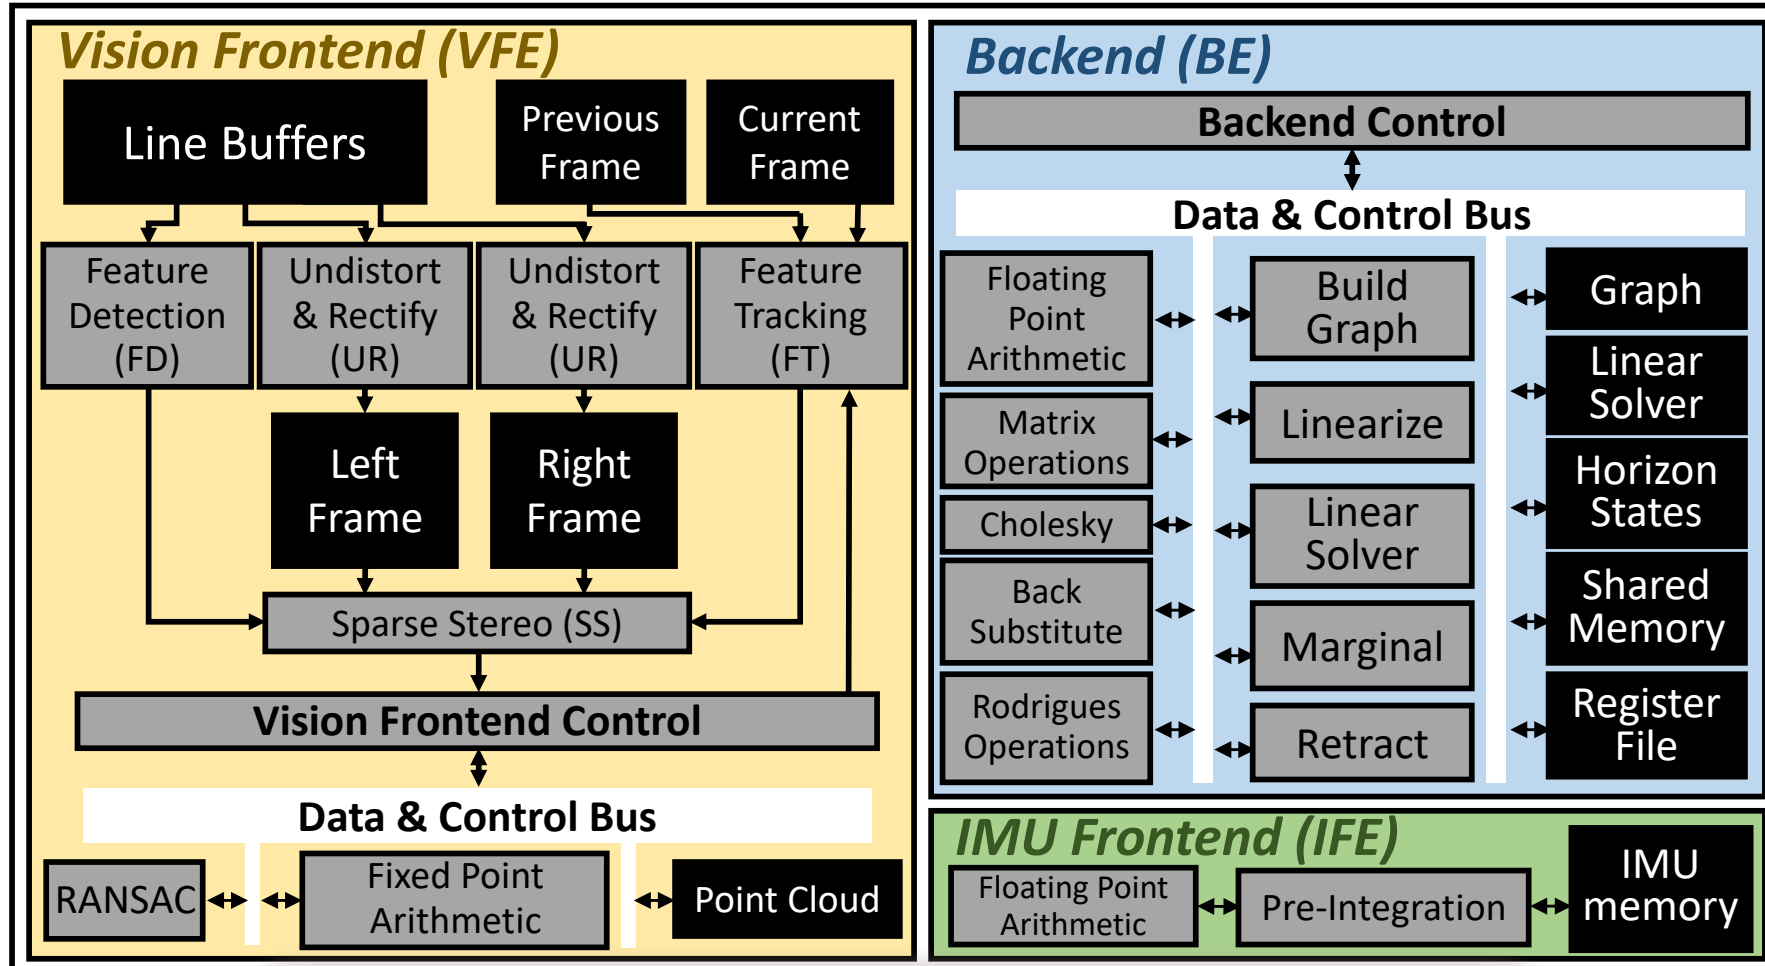 Vision Frontend (VFE)
Line Buffers
Previous
Frame
Current
Frame
Feature
Detection
(FD)
Undistort
& Rectify
(UR)
Undistort
& Rectify
(UR)
Feature
Tracking
(FT)
Left
Frame
Right
Frame
Sparse Stereo (SS)
Vision Frontend Control
Data & Control Bus
RANSAC
Fixed Point
Arithmetic
Point Cloud
Backend (BE)
Backend Control
Data & Control Bus
Floating
Point
Arithmetic
Matrix
Operations
Cholesky
Back
Substitute
Rodrigues
Operations
Build
Graph
Linearize
Linear
Solver
Marginal
Retract
Graph
Linear
Solver
Horizon
States
Shared
Memory
Register
File
IMU Frontend (IFE)
Floating Point
Arithmetic
Pre-Integration
IMU
memory